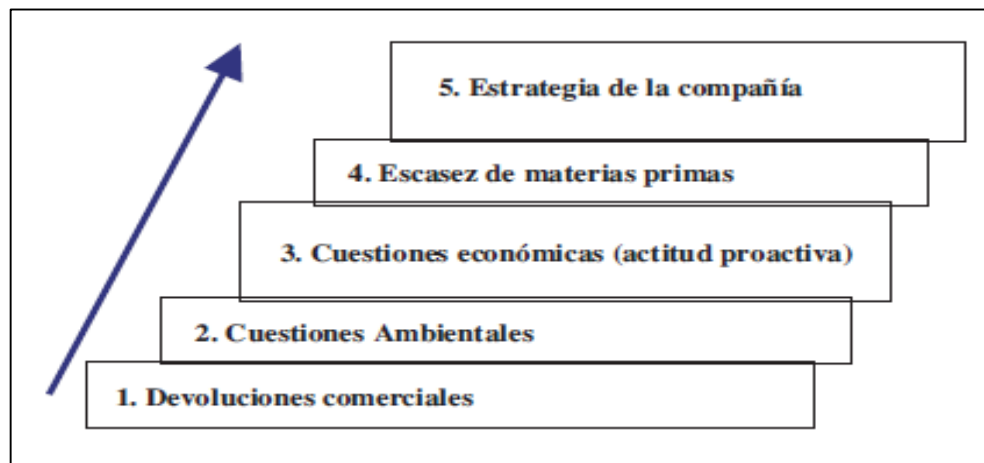 5. Estrategia de la compañía
4. Escasez de materias primas
3. Cuestiones económicas (actitud proactiva)
2. Cuestiones Ambientales
1. Devoluciones comerciales